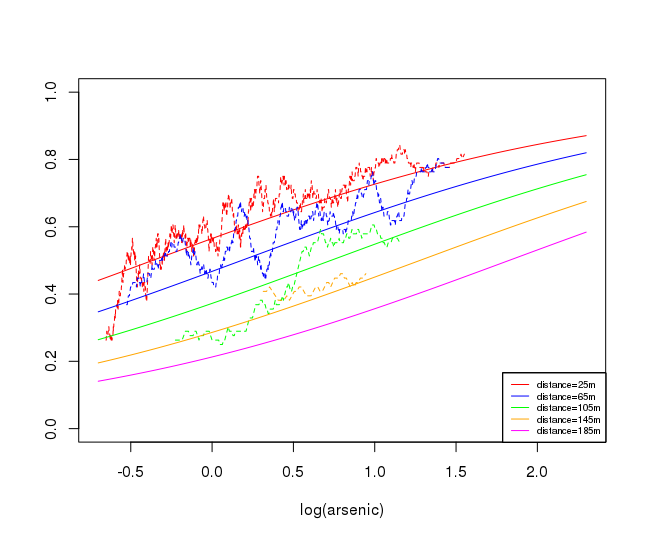 1.0
0.8
0.6
0.4
0.2
0.0
distance=25m
distance=65m
distance=105m
distance=145m
distance=185m
-0.5 0.0 0.5 1.0 1.5 2.0
log(arsenic)